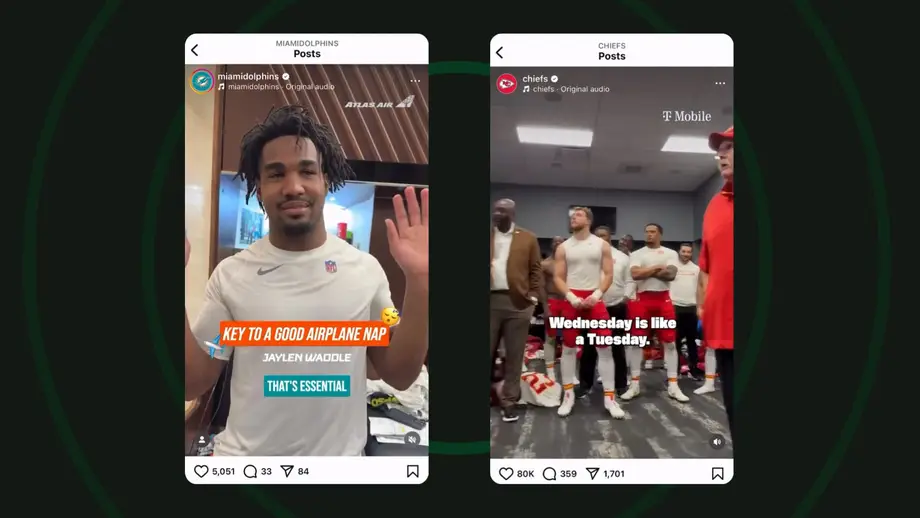 MIAMIDOLPHINS
Posts
miamidolphins
miamidolphins · Original audio
ATLAS AIR
KEY TO A GOOD AIRPLANE NAP
JAYLEN WADDLE
THAT'S ESSENTIAL
5,051
33
84
CHIEFS
Posts
chiefs
chiefs · Original audio
T Mobile
Wednesday is like
a Tuesday.
80K
359
1,701